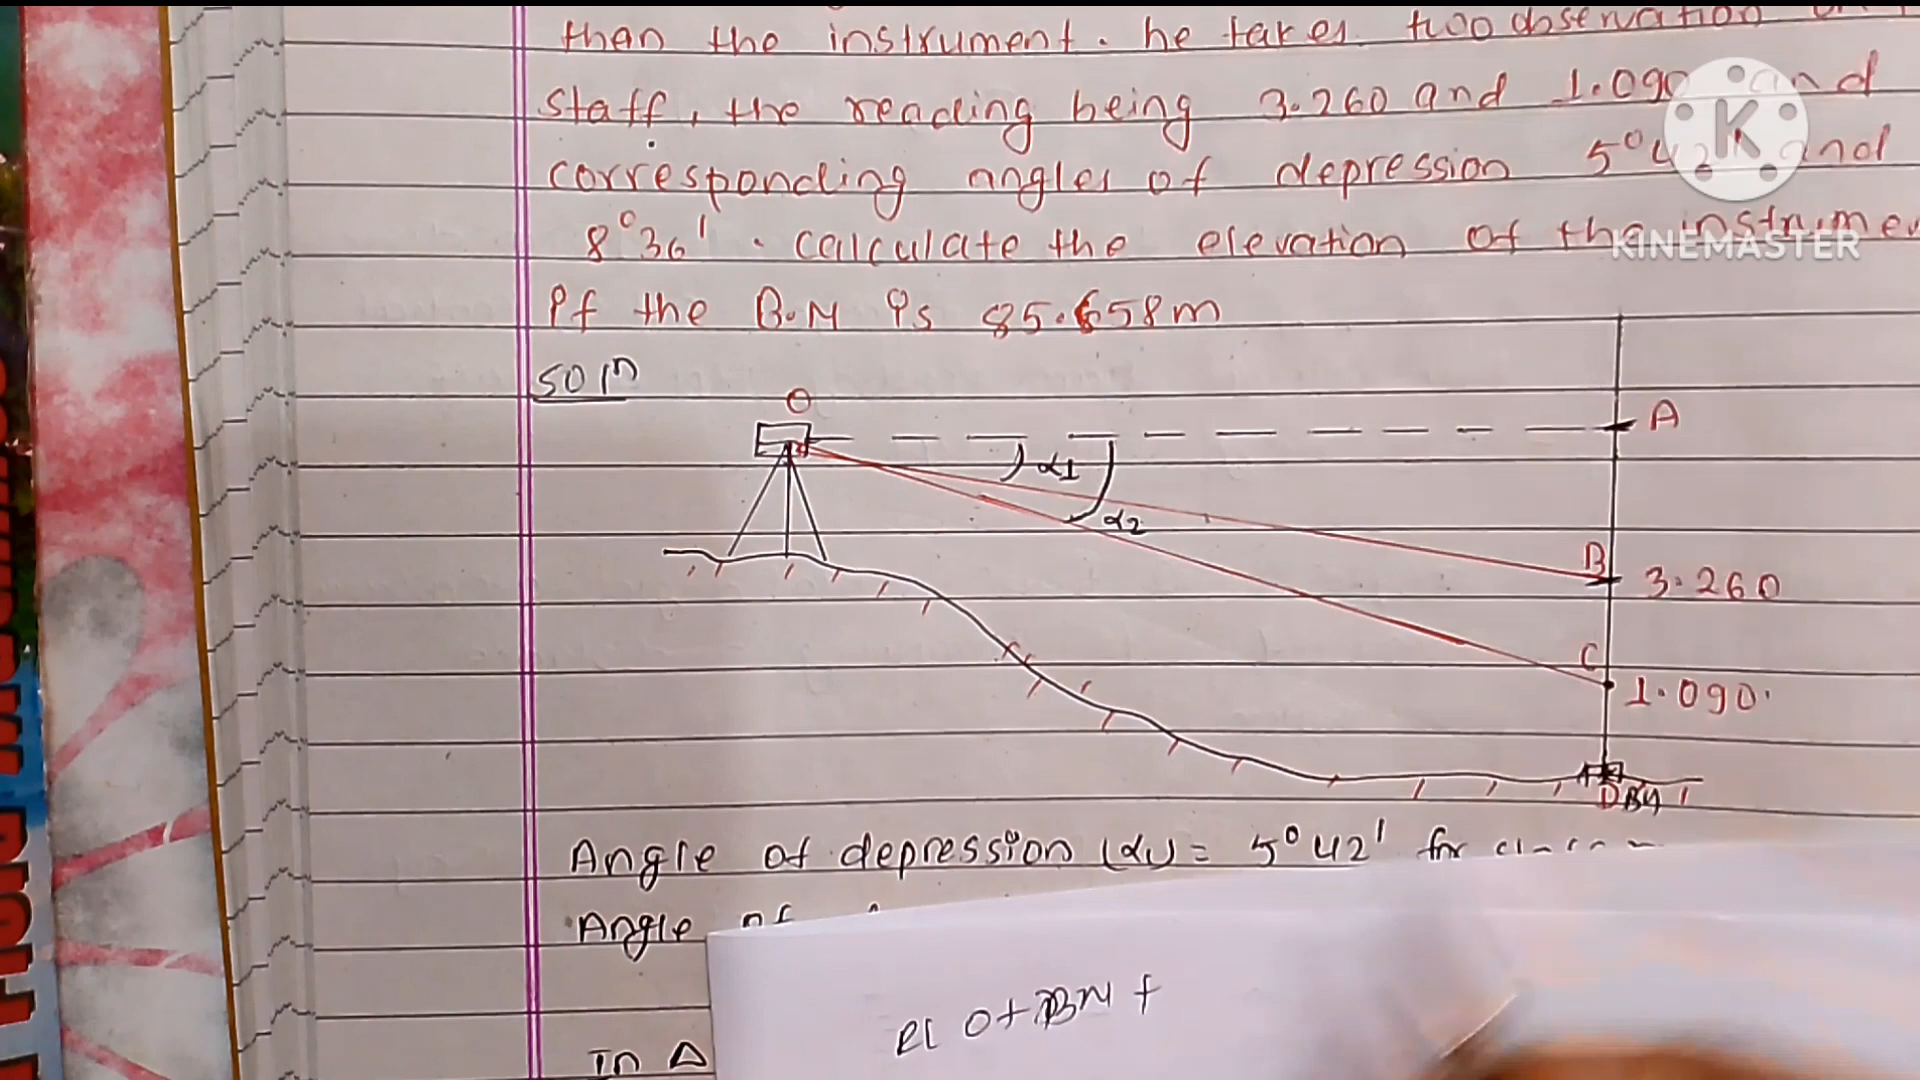 than the instrument. he takes two observation
staff, the reading being 3.260 and 1.090 and
corresponding angles of depression 5°42' and
8°36'. calculate the elevation of the
KINEMASTER
If the B.M is 85.658m
Soln
O
A
α1
α2
B
3.260
C
1.090.
D BM
Angle of depression (α1) = 5°42' for
Angle of
El O+BM +
In Δ